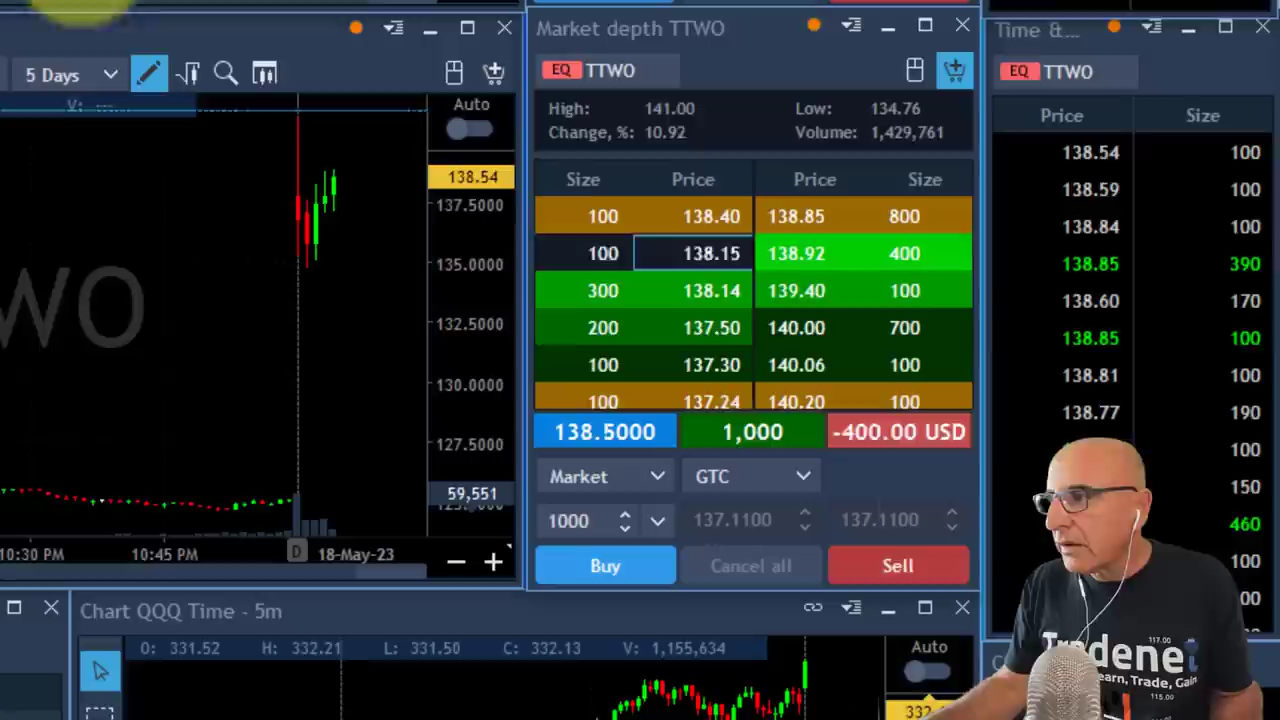 5 Days
V:
Auto
138.54
137.5000
135.0000
132.5000
130.0000
127.5000
59,551
10:30 PM
10:45 PM
D
18-May-23
WO
Market depth TTWO
EQ TTWO
High: 141.00 Low: 134.76
Change, %: 10.92 Volume: 1,429,761
Size Price Price Size
100 138.40 138.85 800
100 138.15 138.92 400
300 138.14 139.40 100
200 137.50 140.00 700
100 137.30 140.06 100
100 137.24 140.20 100
138.5000 1,000 -400.00 USD
Market GTC
1000 137.1100 137.1100
Buy Cancel all Sell
Time &...
EQ TTWO
Price Size
138.54 100
138.59 100
138.84 100
138.85 390
138.60 170
138.85 100
138.81 100
138.77 190
100
150
460
100
00
Chart QQQ Time - 5m
O: 331.52 H: 332.21 L: 331.50 C: 332.13 V: 1,155,634
Auto
Tradenet
earn, Trade, Gain
117.00
115.00